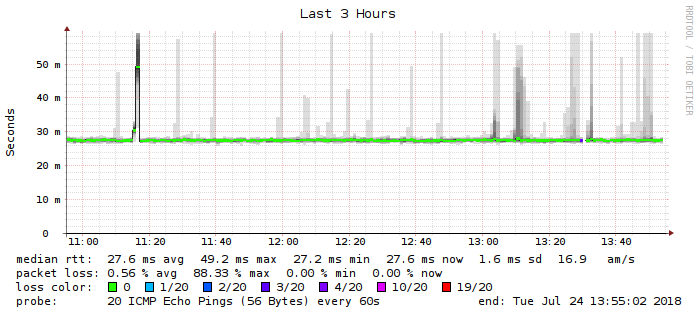 Last 3 Hours
RRDTOOL / TOBI OETIKER
Seconds
50 m
40 m
30 m
20 m
10 m
0
11:00 11:20 11:40 12:00 12:20 12:40 13:00 13:20 13:40
median rtt: 27.6 ms avg 49.2 ms max 27.2 ms min 27.6 ms now 1.6 ms sd 16.9 am/s
packet loss: 0.56 % avg 88.33 % max 0.00 % min 0.00 % now
loss color: 0 1/20 2/20 3/20 4/20 10/20 19/20
probe: 20 ICMP Echo Pings (56 Bytes) every 60s end: Tue Jul 24 13:55:02 2018